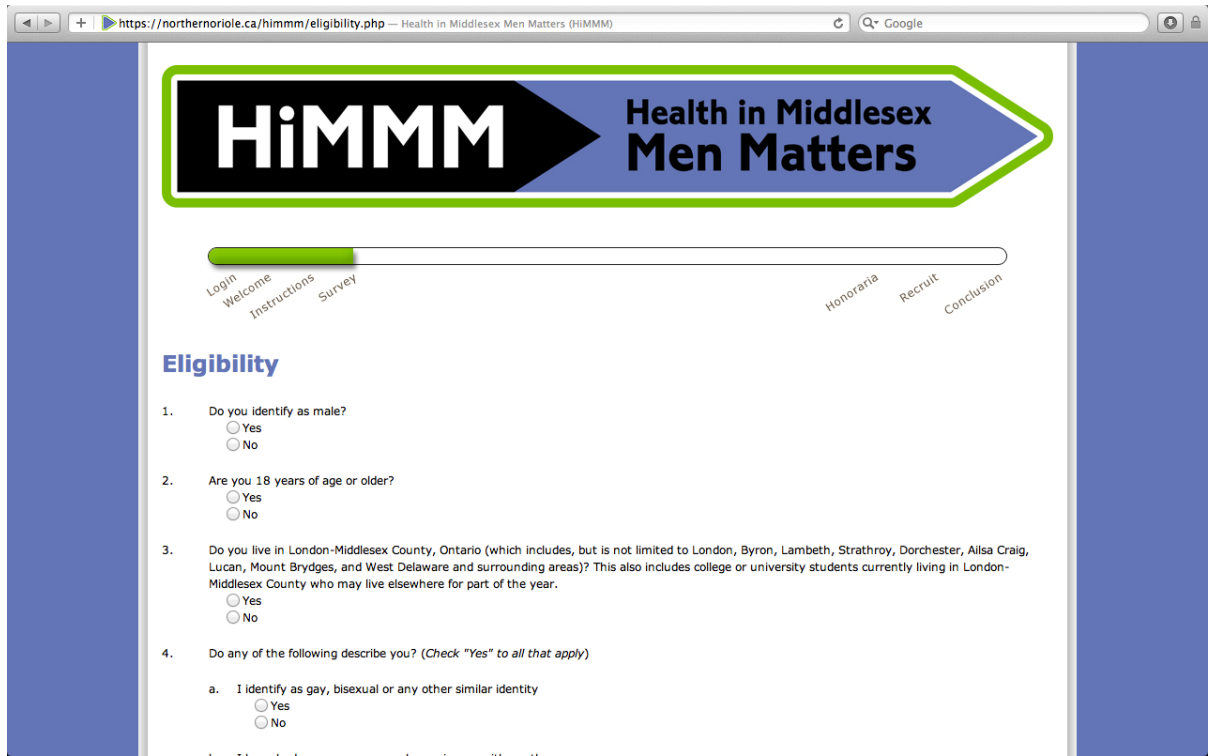 https://northernoriole.ca/himmm/eligibility.php — Health in Middlesex Men Matters (HiMMM)
Google
HiMMM
Health in Middlesex
Men Matters
Login
Welcome
Instructions
Survey
Honoraria
Recruit
Conclusion
Eligibility
1. Do you identify as male?
Yes
No
2. Are you 18 years of age or older?
Yes
No
3. Do you live in London-Middlesex County, Ontario (which includes, but is not limited to London, Byron, Lambeth, Strathroy, Dorchester, Ailsa Craig,
Lucan, Mount Brydges, and West Delaware and surrounding areas)? This also includes college or university students currently living in London-
Middlesex County who may live elsewhere for part of the year.
Yes
No
4. Do any of the following describe you? (Check "Yes" to all that apply)
a. I identify as gay, bisexual or any other similar identity
Yes
No